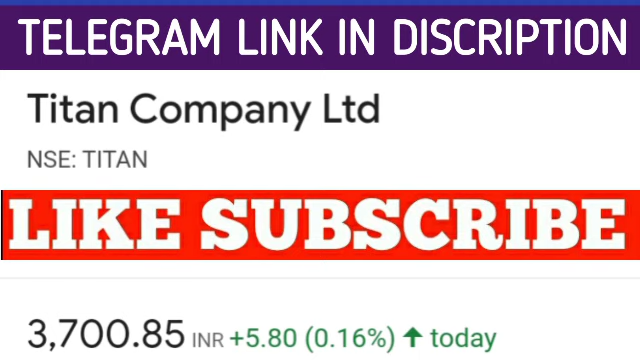 TELEGRAM LINK IN DISCRIPTION
Titan Company Ltd
NSE: TITAN
LIKE SUBSCRIBE
3,700.85 INR +5.80 (0.16%) ↑ today